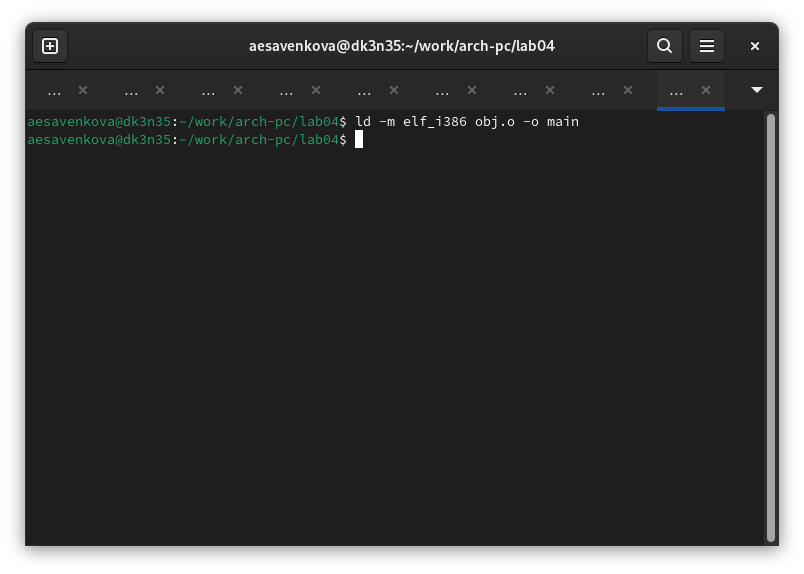 aesavenkova@dk3n35:~/work/arch-pc/lab04
... ... ... ... ... ... ... ... ...
aesavenkova@dk3n35:~/work/arch-pc/lab04$ ld -m elf_i386 obj.o -o main
aesavenkova@dk3n35:~/work/arch-pc/lab04$